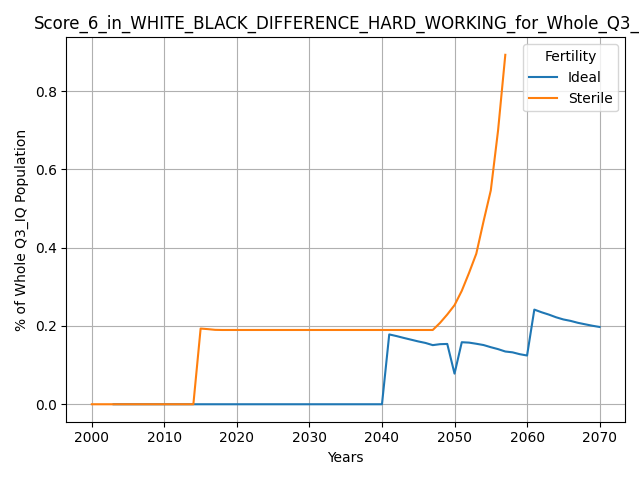 Score_6_in_WHITE_BLACK_DIFFERENCE_HARD_WORKING_for_Whole_Q3_
Fertility
Ideal
Sterile
% of Whole Q3_IQ Population
0.8
0.6
0.4
0.2
0.0
2000 2010 2020 2030 2040 2050 2060 2070
Years